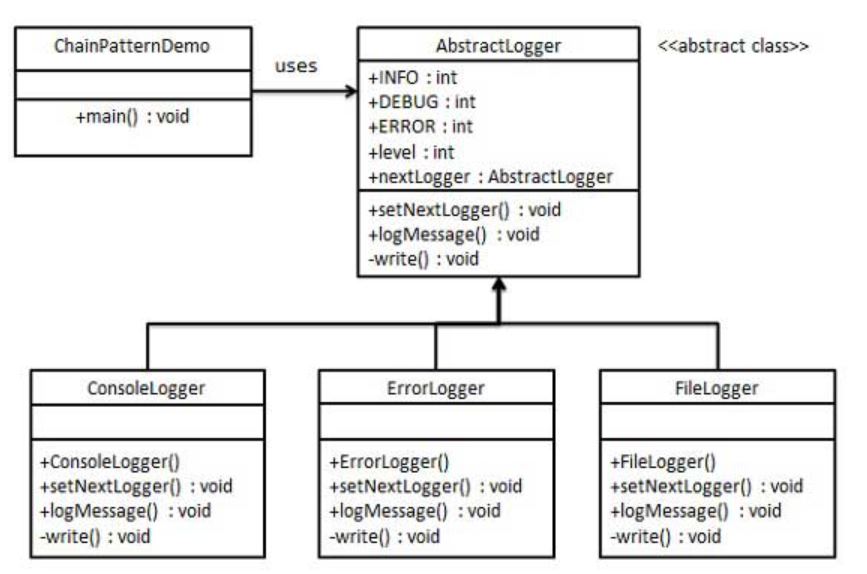 ChainPatternDemo
+main() : void
uses
AbstractLogger
<<abstract class>>
+INFO : int
+DEBUG : int
+ERROR : int
+level : int
+nextLogger : AbstractLogger
+setNextLogger() : void
+logMessage() : void
-write() : void
ConsoleLogger
+ConsoleLogger()
+setNextLogger() : void
+logMessage() : void
-write() : void
ErrorLogger
+ErrorLogger()
+setNextLogger() : void
+logMessage() : void
-write() : void
FileLogger
+FileLogger()
+setNextLogger() : void
+logMessage() : void
-write() : void